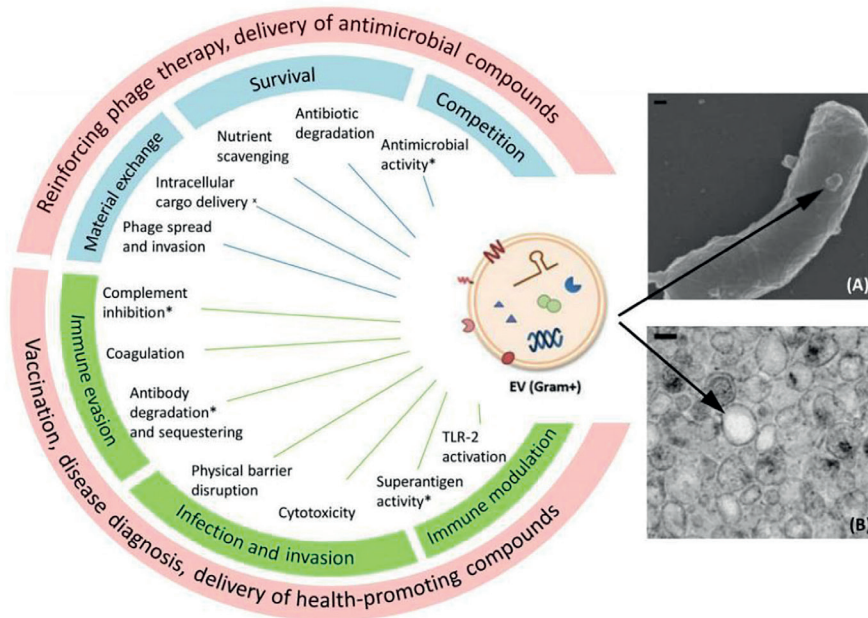 Reinforcing phage therapy, delivery of antimicrobial compounds
Material exchange
Survival
Competition
Antibiotic
degradation
Nutrient
scavenging
Antimicrobial
activity*
Intracellular
cargo delivery *
Phage spread
and invasion
Complement
inhibition*
Coagulation
Antibody
degradation*
and sequestering
Physical barrier
disruption
Cytotoxicity
Superantigen
activity*
TLR-2
activation
EV (Gram+)
Immune evasion
Infection and invasion
Immune modulation
Vaccination, disease diagnosis, delivery of health-promoting compounds
(A)
(B)